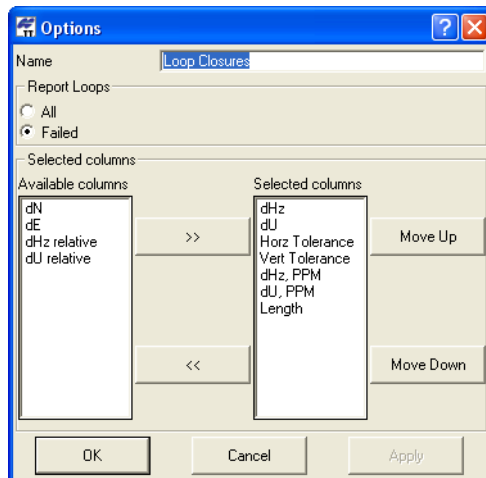 Options
Name Loop Closures
Report Loops
All
Failed
Selected columns
Available columns
dN
dE
dHz relative
dU relative
>>
<<
Selected columns
dHz
dU
Horz Tolerance
Vert Tolerance
dHz, PPM
dU, PPM
Length
Move Up
Move Down
OK Cancel Apply